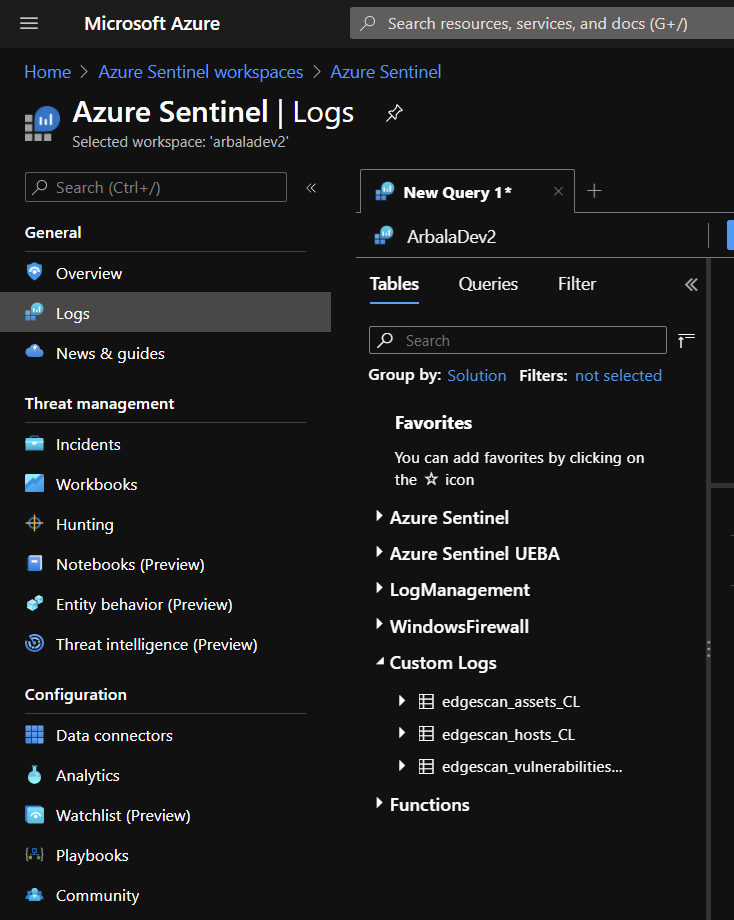 Microsoft Azure
Search resources, services, and docs (G+/)
Home > Azure Sentinel workspaces > Azure Sentinel
Azure Sentinel | Logs
Selected workspace: 'arbaladev2'
Search (Ctrl+/)
«
General
Overview
Logs
News & guides
Threat management
Incidents
Workbooks
Hunting
Notebooks (Preview)
Entity behavior (Preview)
Threat intelligence (Preview)
Configuration
Data connectors
Analytics
Watchlist (Preview)
Playbooks
Community
New Query 1*
ArbalaDev2
Tables Queries Filter «
Search
Group by: Solution Filters: not selected
Favorites
You can add favorites by clicking on
the ☆ icon
Azure Sentinel
Azure Sentinel UEBA
LogManagement
WindowsFirewall
Custom Logs
edgescan_assets_CL
edgescan_hosts_CL
edgescan_vulnerabilities...
Functions